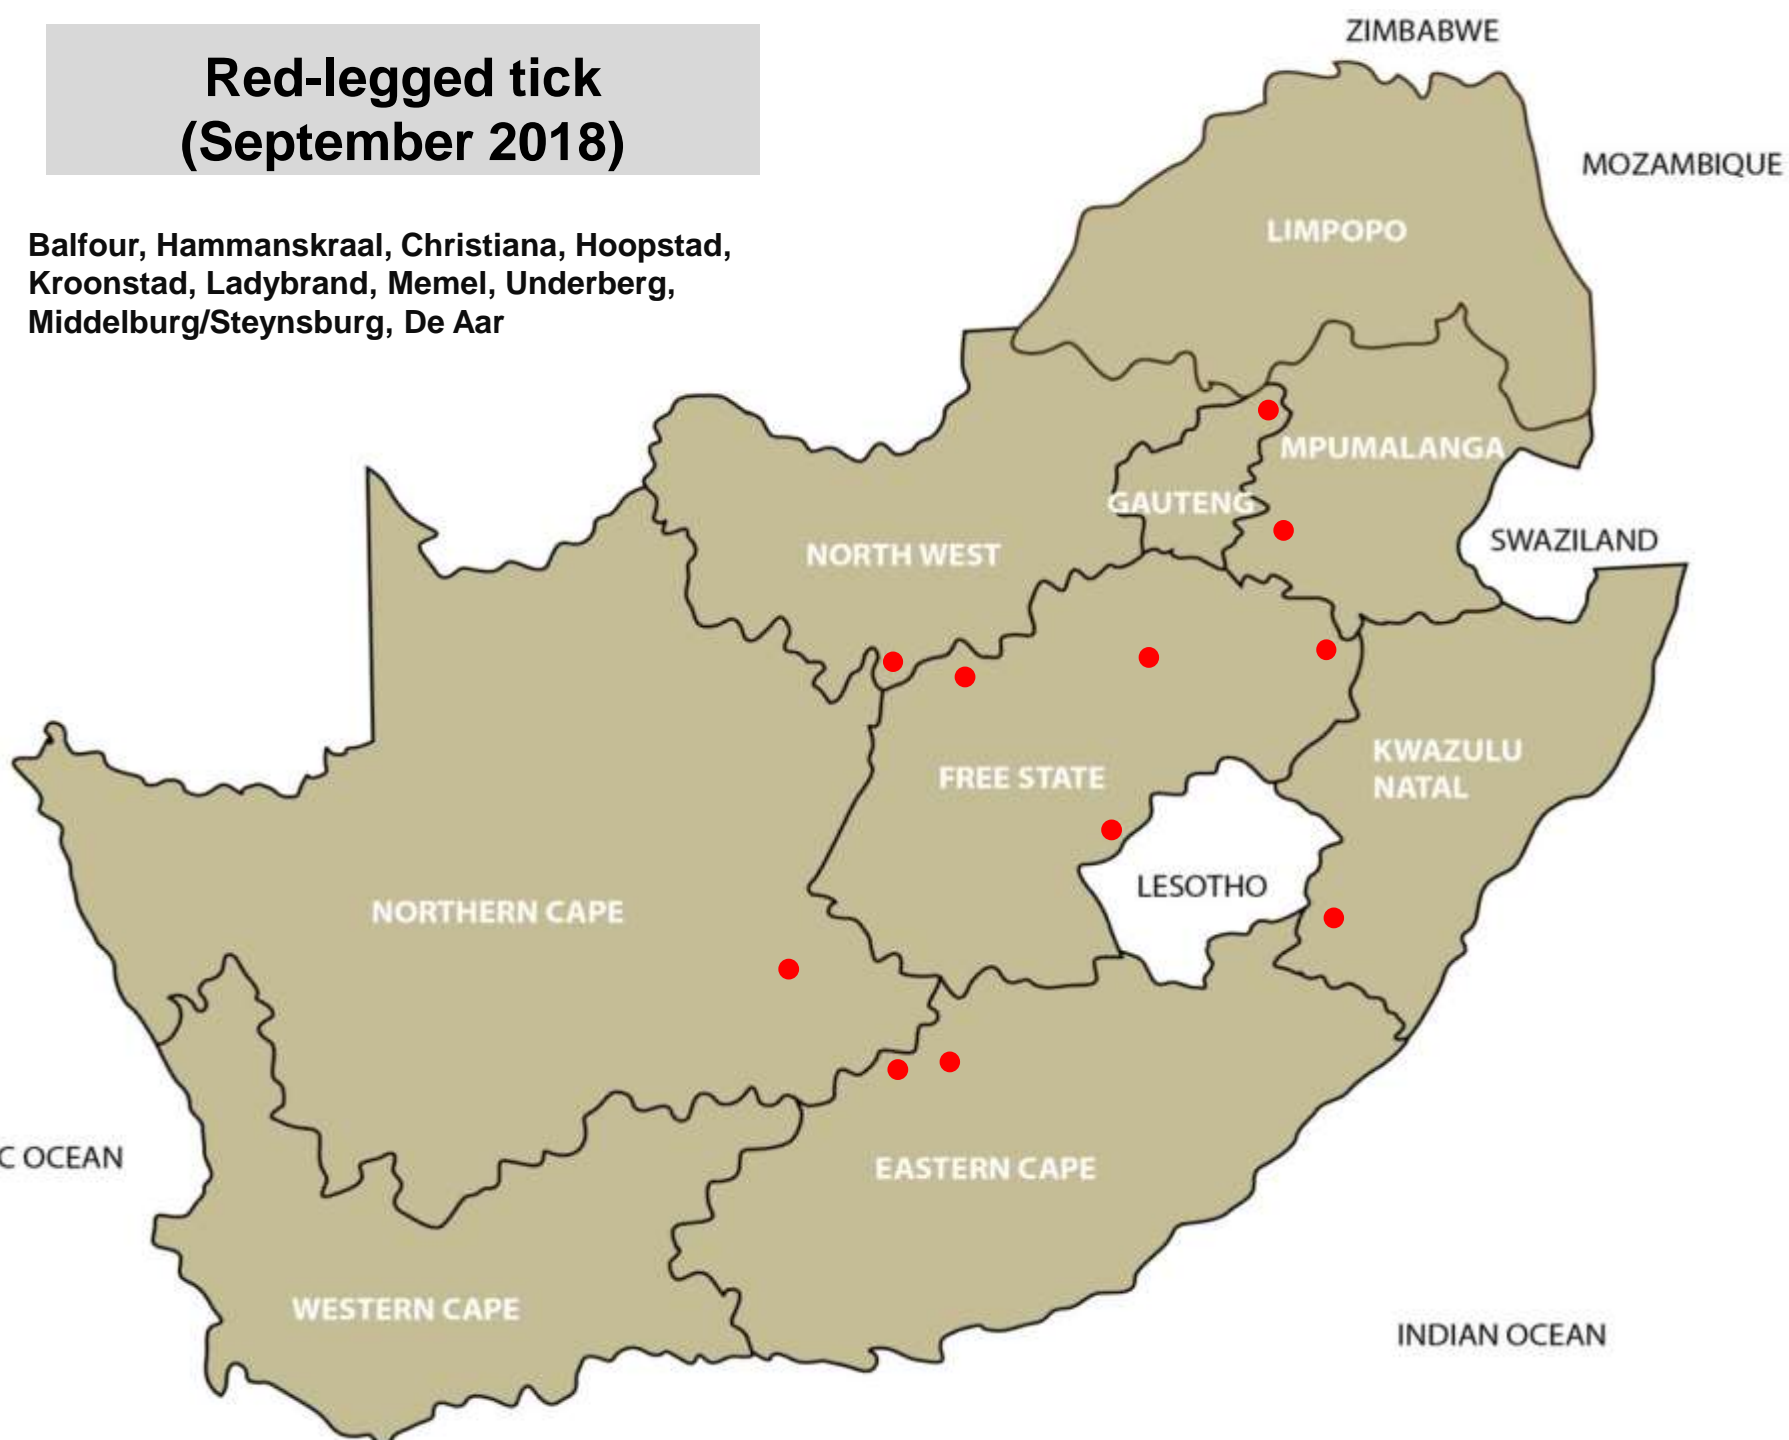 Red-legged tick
(September 2018)
Balfour, Hammanskraal, Christiana, Hoopstad,
Kroonstad, Ladybrand, Memel, Underberg,
Middelburg/Steynsburg, De Aar
ZIMBABWE
MOZAMBIQUE
LIMPOPO
MPUMALANGA
GAUTENG
SWAZILAND
NORTH WEST
KWAZULU
NATAL
FREE STATE
LESOTHO
NORTHERN CAPE
C OCEAN
EASTERN CAPE
WESTERN CAPE
INDIAN OCEAN